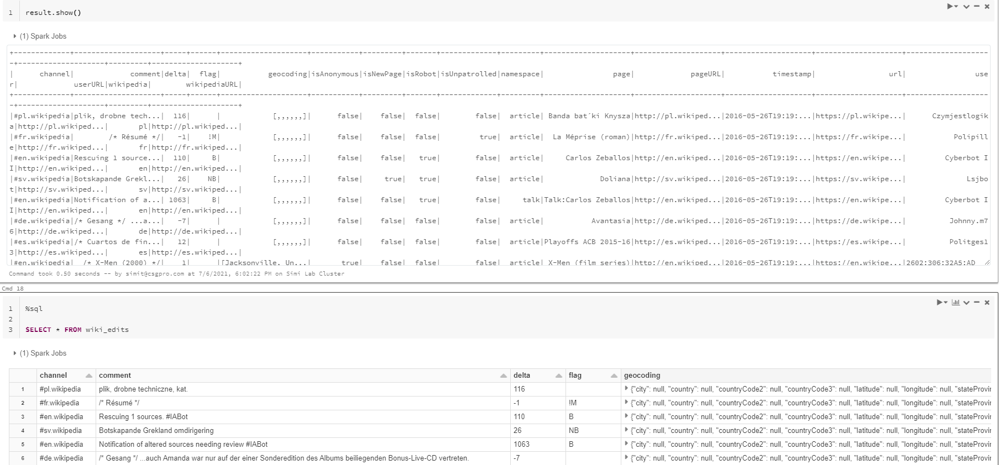 1 result.show()
(1) Spark Jobs
+-------------+--------------------+-----+------+--------------------+-----------+---------+-------+-------------+---------+--------------------+--------------------+--------------------+--------------------+-------------------
-+--------------------+---------+--------------------+
| channel| comment|delta| flag| geocoding|isAnonymous|isNewPage|isRobot|isUnpatrolled|namespace| page| pageURL| timestamp| url| use
r| userURL|wikipedia| wikipediaURL|
+-------------+--------------------+-----+------+--------------------+-----------+---------+-------+-------------+---------+--------------------+--------------------+--------------------+--------------------+-------------------
-+--------------------+---------+--------------------+
|#pl.wikipedia|plik, drobne tech...| 116| | [,,,,,,]| false| false| false| false| article| Banda bat´ki Knysza|http://pl.wikiped...|2016-05-26T19:19:...|https://pl.wikipe...| Czymjestlogik
a|http://pl.wikiped...| pl|http://pl.wikiped...|
|#fr.wikipedia| /* Résumé */| -1| !M| [,,,,,,]| false| false| false| true| article| La Méprise (roman)|http://fr.wikiped...|2016-05-26T19:19:...|https://fr.wikipe...| Polipill
e|http://fr.wikiped...| fr|http://fr.wikiped...|
|#en.wikipedia|Rescuing 1 source...| 110| B| [,,,,,,]| false| false| true| false| article| Carlos Zeballos|http://en.wikiped...|2016-05-26T19:19:...|https://en.wikipe...| Cyberbot I
I|http://en.wikiped...| en|http://en.wikiped...|
|#sv.wikipedia|Botskapande Grekl...| 26| NB| [,,,,,,]| false| true| true| false| article| Doliana|http://sv.wikiped...|2016-05-26T19:19:...|https://sv.wikipe...| Lsjbo
t|http://sv.wikiped...| sv|http://sv.wikiped...|
|#en.wikipedia|Notification of a...| 1063| B| [,,,,,,]| false| false| true| false| talk|Talk:Carlos Zeballos|http://en.wikiped...|2016-05-26T19:19:...|https://en.wikipe...| Cyberbot I
I|http://en.wikiped...| en|http://en.wikiped...|
|#de.wikipedia|/* Gesang */ ...a...| -7| | [,,,,,,]| false| false| false| false| article| Avantasia|http://de.wikiped...|2016-05-26T19:19:...|https://de.wikipe...| Johnny.m7
6|http://de.wikiped...| de|http://de.wikiped...|
|#es.wikipedia|/* Cuartos de fin...| 12| | [,,,,,,]| false| false| false| false| article|Playoffs ACB 2015-16|http://es.wikiped...|2016-05-26T19:19:...|https://es.wikipe...| Politges1
3|http://es.wikiped...| es|http://es.wikiped...|
|#en.wikipedia| /* X-Men (2000) */| 1| |[Jacksonville, Un...| true| false| false| false| article| X-Men (film series)|http://en.wikiped...|2016-05-26T19:19:...|https://en.wikipe...|2602:306:32A5:AD
Command took 0.50 seconds -- by simit@csgpro.com at 7/6/2021, 6:02:22 PM on Simi Lab Cluster
Cmd 18
1 %sql
2
3 SELECT * FROM wiki_edits
(1) Spark Jobs
channel comment delta flag geocoding
1 #pl.wikipedia plik, drobne techniczne, kat. 116 {"city": null, "country": null, "countryCode2": null, "countryCode3": null, "latitude": null, "longitude": null, "stateProvi
2 #fr.wikipedia /* Résumé */ -1 !M {"city": null, "country": null, "countryCode2": null, "countryCode3": null, "latitude": null, "longitude": null, "stateProvi
3 #en.wikipedia Rescuing 1 sources. #IABot 110 B {"city": null, "country": null, "countryCode2": null, "countryCode3": null, "latitude": null, "longitude": null, "stateProvi
4 #sv.wikipedia Botskapande Grekland omdirigering 26 NB {"city": null, "country": null, "countryCode2": null, "countryCode3": null, "latitude": null, "longitude": null, "stateProvi
5 #en.wikipedia Notification of altered sources needing review #IABot 1063 B {"city": null, "country": null, "countryCode2": null, "countryCode3": null, "latitude": null, "longitude": null, "stateProvi
6 #de.wikipedia /* Gesang */ ...auch Amanda war nur auf der einer Sonderedition des Albums beiliegenden Bonus-Live-CD vertreten. -7 {"city": null, "country": null, "countryCode2": null, "countryCode3": null, "latitude": null, "longitude": null, "stateProvi